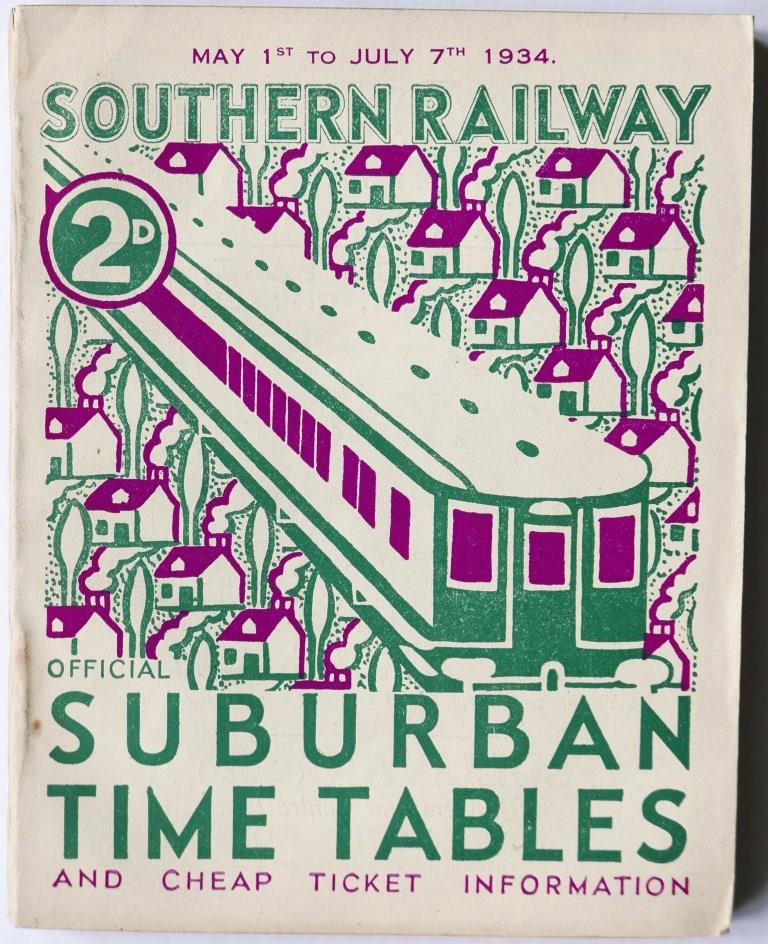 MAY 1ST TO JULY 7TH 1934.
SOUTHERN RAILWAY
2D
OFFICIAL
SUBURBAN
TIME TABLES
AND CHEAP TICKET INFORMATION